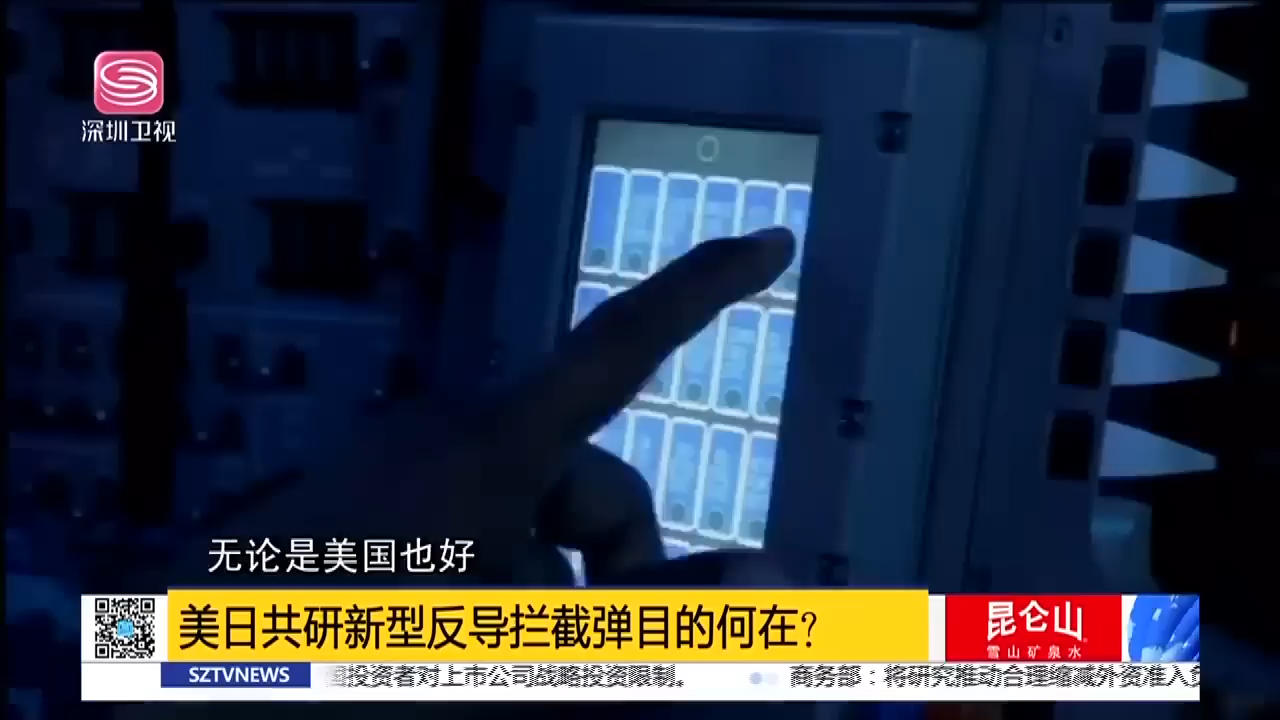 深圳卫视
无论是美国也好
美日共研新型反导拦截弹目的何在?
昆仑山
雪山矿泉水
SZTVNEWS
投资者对上市公司战略投资限制。
商务部：将研究推动合理缩减外资准入